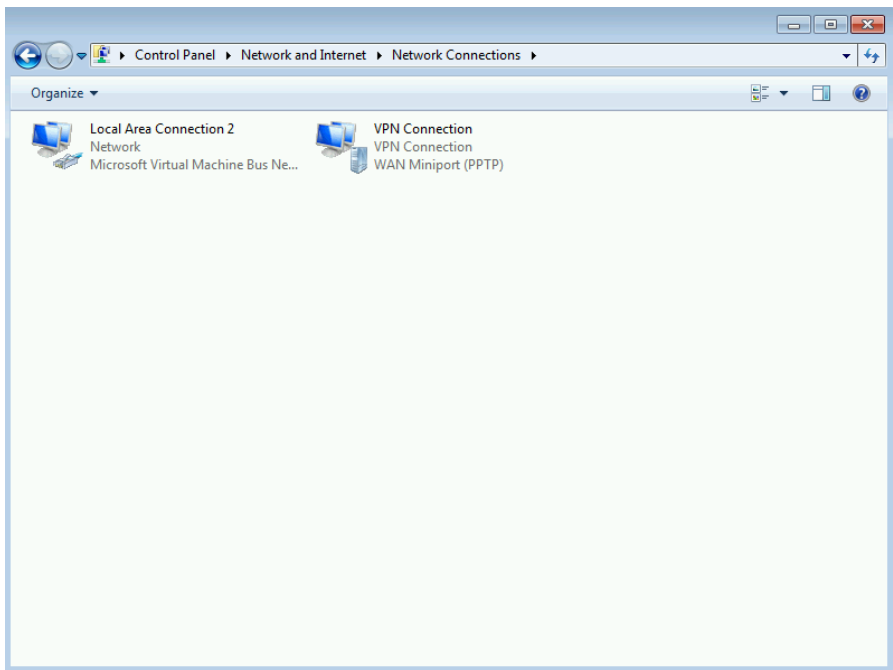 Control Panel Network and Internet Network Connections
Organize
Local Area Connection 2
Network
Microsoft Virtual Machine Bus Ne...
VPN Connection
VPN Connection
WAN Miniport (PPTP)